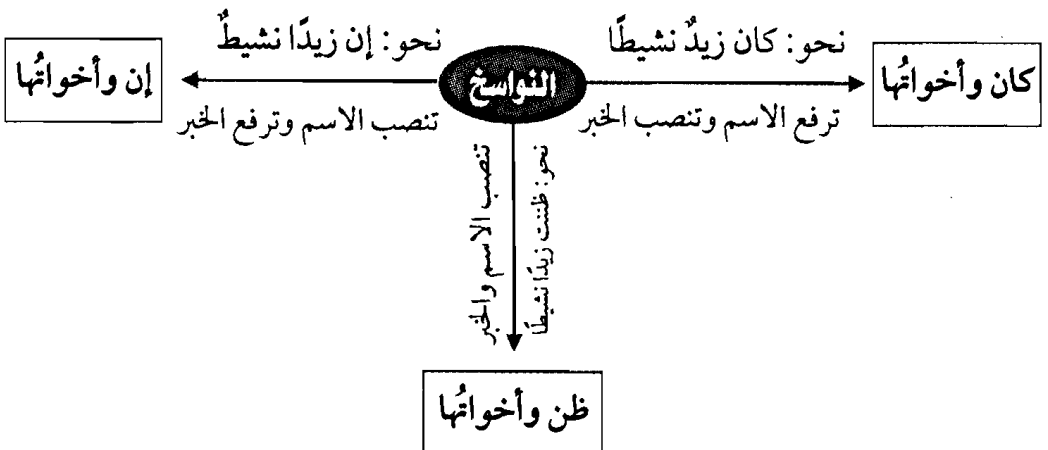 النواسخ
نحو: كان زيدٌ نشيطًا
ترفع الاسم وتنصب الخبر
كان وأخواتُها
نحو: إن زيدًا نشيطٌ
تنصب الاسم وترفع الخبر
إن وأخواتُها
نحو: ظننت زيدًا نشيطًا
تنصب الاسم والخبر
ظن وأخواتُها